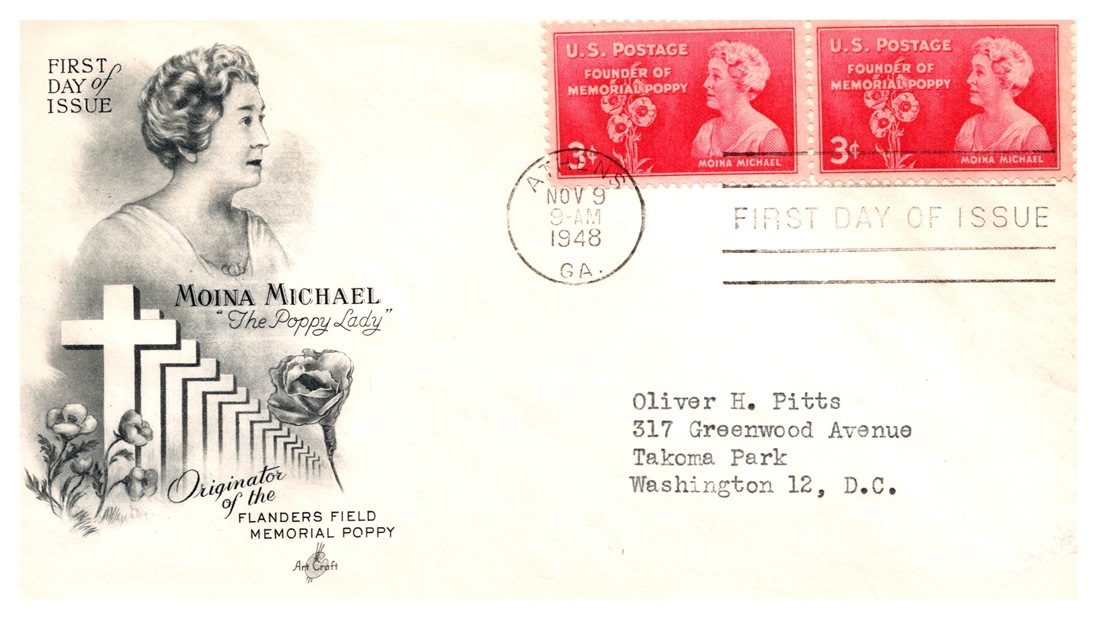 FIRST
DAY of
ISSUE
MOINA MICHAEL
"The Poppy Lady"
Originator
of the
FLANDERS FIELD
MEMORIAL POPPY
Art Craft
U.S. POSTAGE
FOUNDER OF
MEMORIAL POPPY
3¢
MOINA MICHAEL
U.S. POSTAGE
FOUNDER OF
MEMORIAL POPPY
3¢
MOINA MICHAEL
ATHENS
NOV 9
9-AM
1948
GA.
FIRST DAY OF ISSUE
Oliver H. Pitts
317 Greenwood Avenue
Takoma Park
Washington 12, D.C.